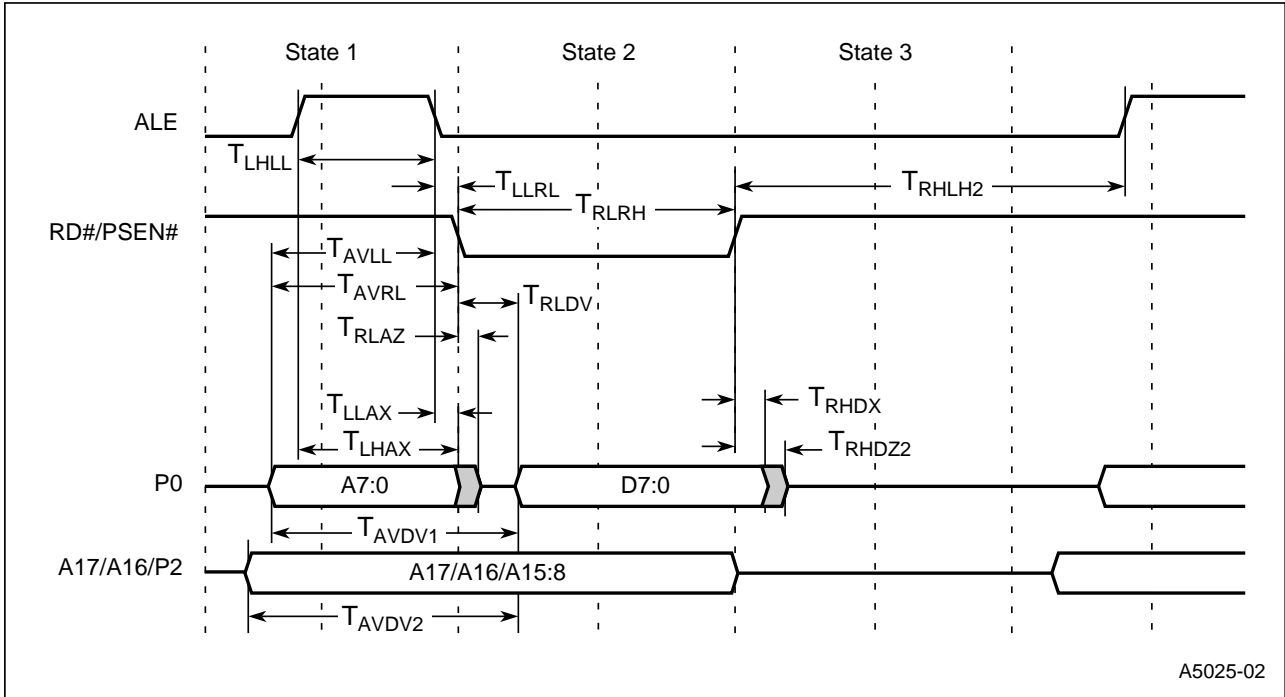 State 1 State 2 State 3
ALE
TLHLL
TLLRL
TRHLH2
TRLRH
RD#/PSEN#
TAVLL
TAVRL
TRLDV
TRLAZ
TLLAX
TRHDX
TLHAX
TRHDZ2
P0 A7:0 D7:0
TAVDV1
A17/A16/P2 A17/A16/A15:8
TAVDV2
A5025-02